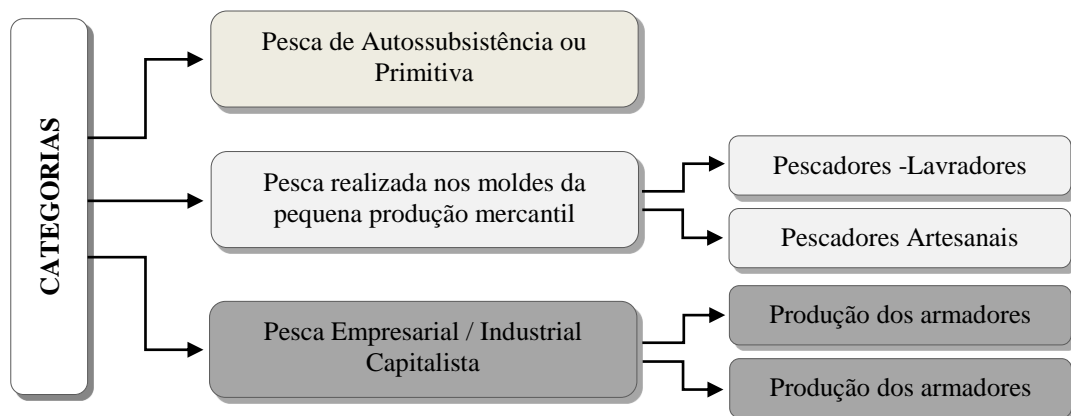 CATEGORIAS
Pesca de Autossubsistência ou
Primitiva
Pesca realizada nos moldes da
pequena produção mercantil
Pescadores -Lavradores
Pescadores Artesanais
Pesca Empresarial / Industrial
Capitalista
Produção dos armadores
Produção dos armadores